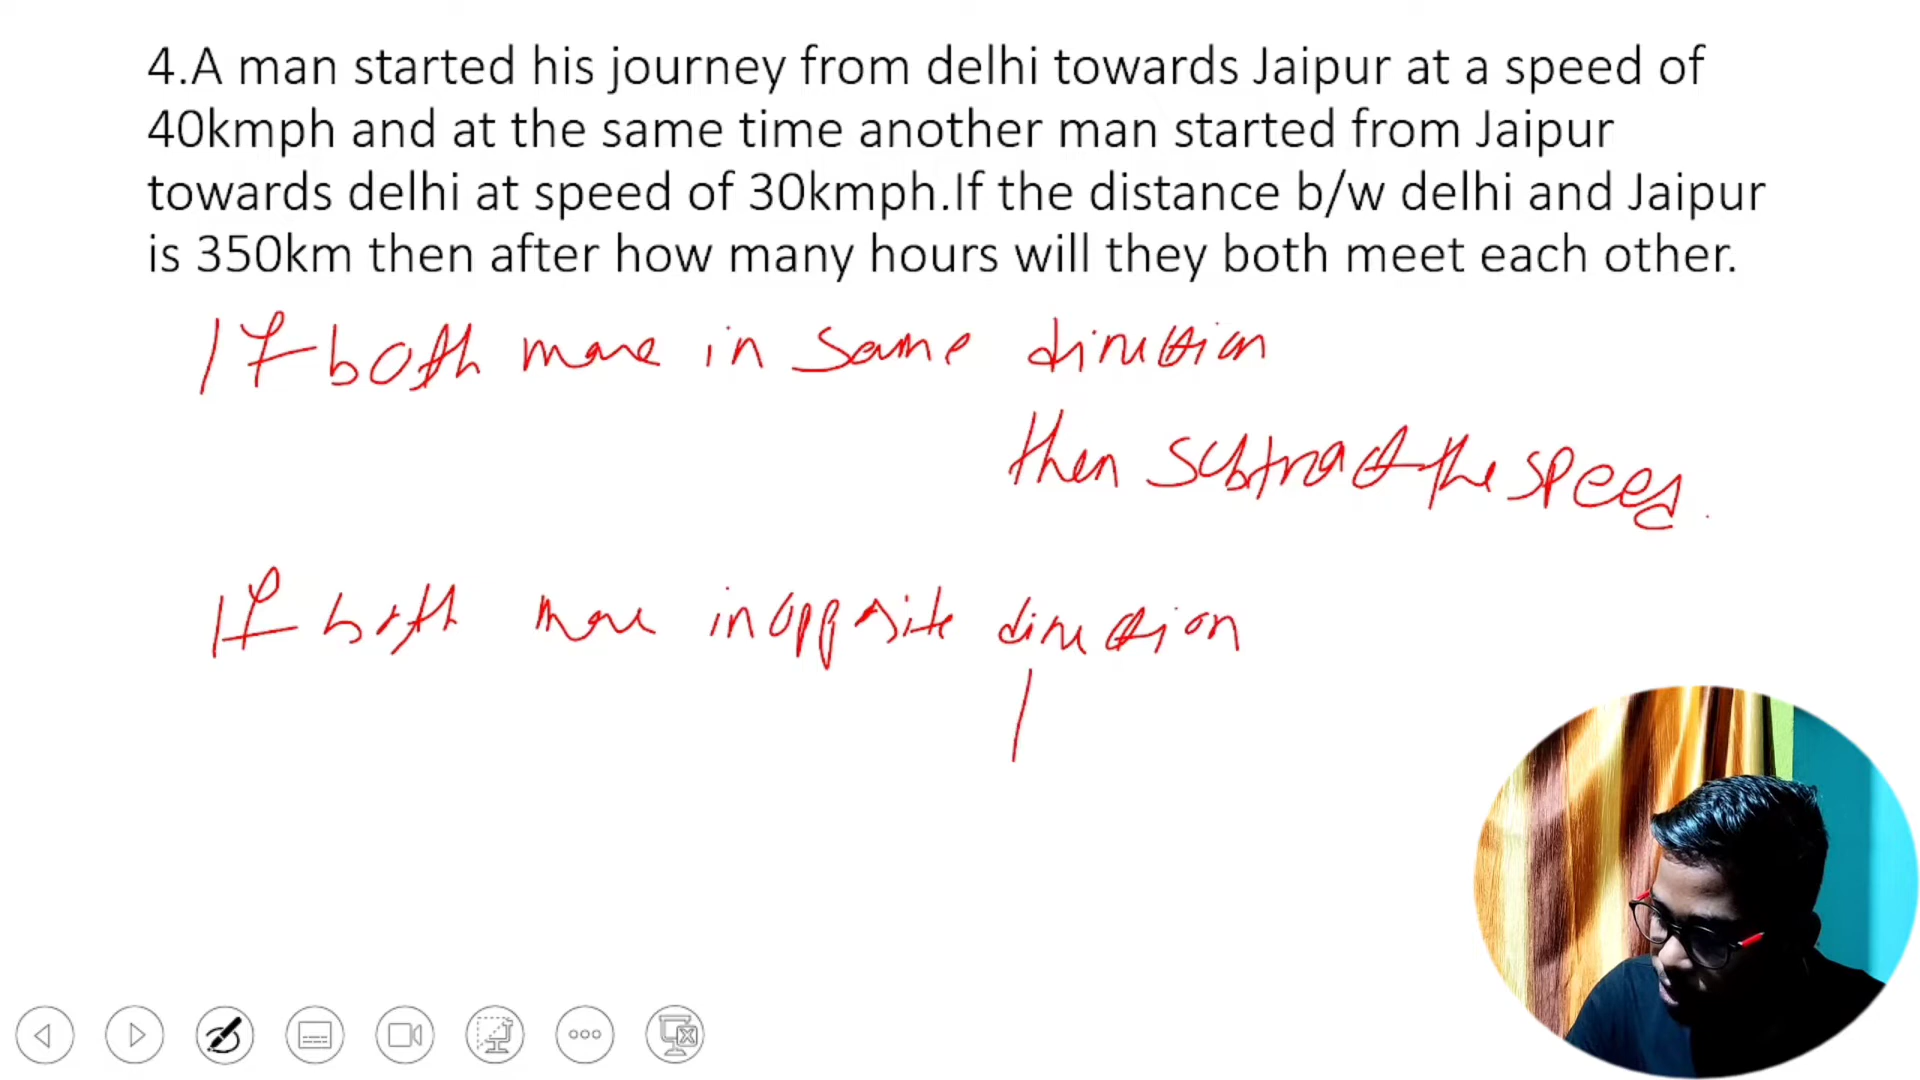 4.A man started his journey from delhi towards Jaipur at a speed of
40kmph and at the same time another man started from Jaipur
towards delhi at speed of 30kmph.If the distance b/w delhi and Jaipur
is 350km then after how many hours will they both meet each other.
If both move in same direction
then subtract the speed.
If both move in opposite direction